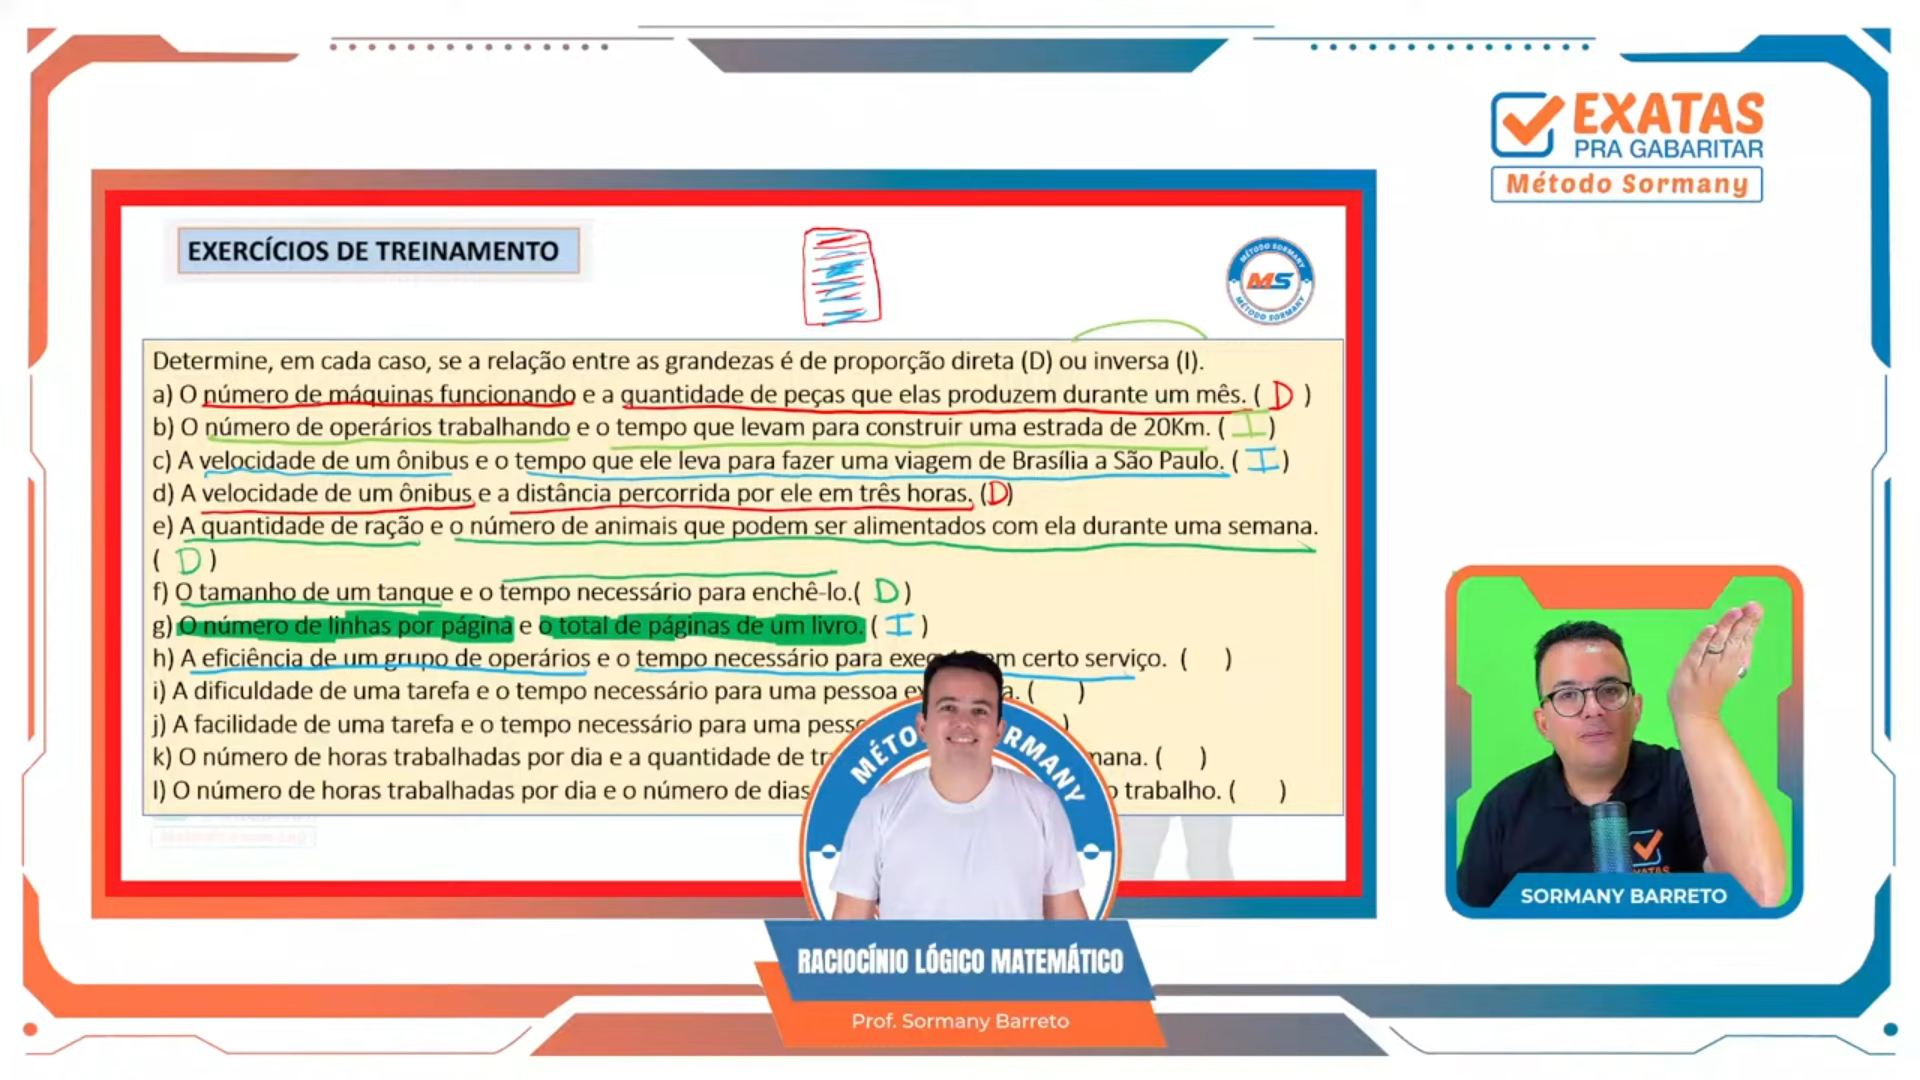 EXATAS
PRA GABARITAR
Método Sormany
EXERCÍCIOS DE TREINAMENTO
MÉTODO SORMANY
MS
MÉTODO SORMANY
Determine, em cada caso, se a relação entre as grandezas é de proporção direta (D) ou inversa (I).
a) O número de máquinas funcionando e a quantidade de peças que elas produzem durante um mês. ( D )
b) O número de operários trabalhando e o tempo que levam para construir uma estrada de 20Km. ( I )
c) A velocidade de um ônibus e o tempo que ele leva para fazer uma viagem de Brasília a São Paulo. ( I )
d) A velocidade de um ônibus e a distância percorrida por ele em três horas. (D)
e) A quantidade de ração e o número de animais que podem ser alimentados com ela durante uma semana.
( D )
f) O tamanho de um tanque e o tempo necessário para enchê-lo.( D )
g) O número de linhas por página e o total de páginas de um livro. ( I )
h) A eficiência de um grupo de operários e o tempo necessário para certo serviço. ( )
i) A dificuldade de uma tarefa e o tempo necessário para uma pessoa ( )
j) A facilidade de uma tarefa e o tempo necessário para uma )
k) O número de horas trabalhadas por dia e a quantidade de ( )
l) O número de horas trabalhadas por dia e o número de dias trabalho. ( )
SORMANY BARRETO
RACIOCÍNIO LÓGICO MATEMÁTICO
Prof. Sormany Barreto